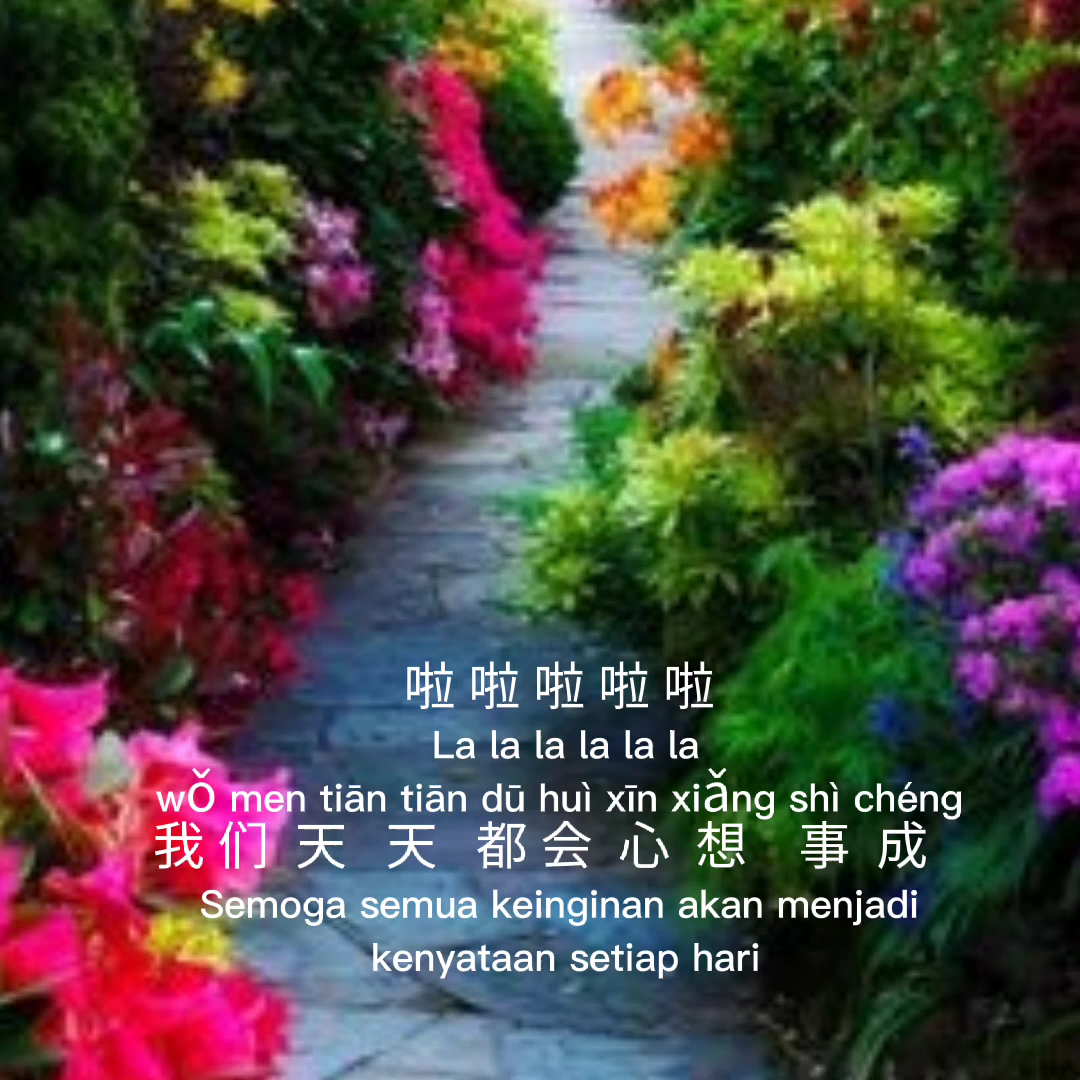 啦 啦 啦 啦 啦
La la la la la la
wǒ men tiān tiān dū huì xīn xiǎng shì chéng
我 们 天 天 都 会 心 想 事 成
Semoga semua keinginan akan menjadi
kenyataan setiap hari